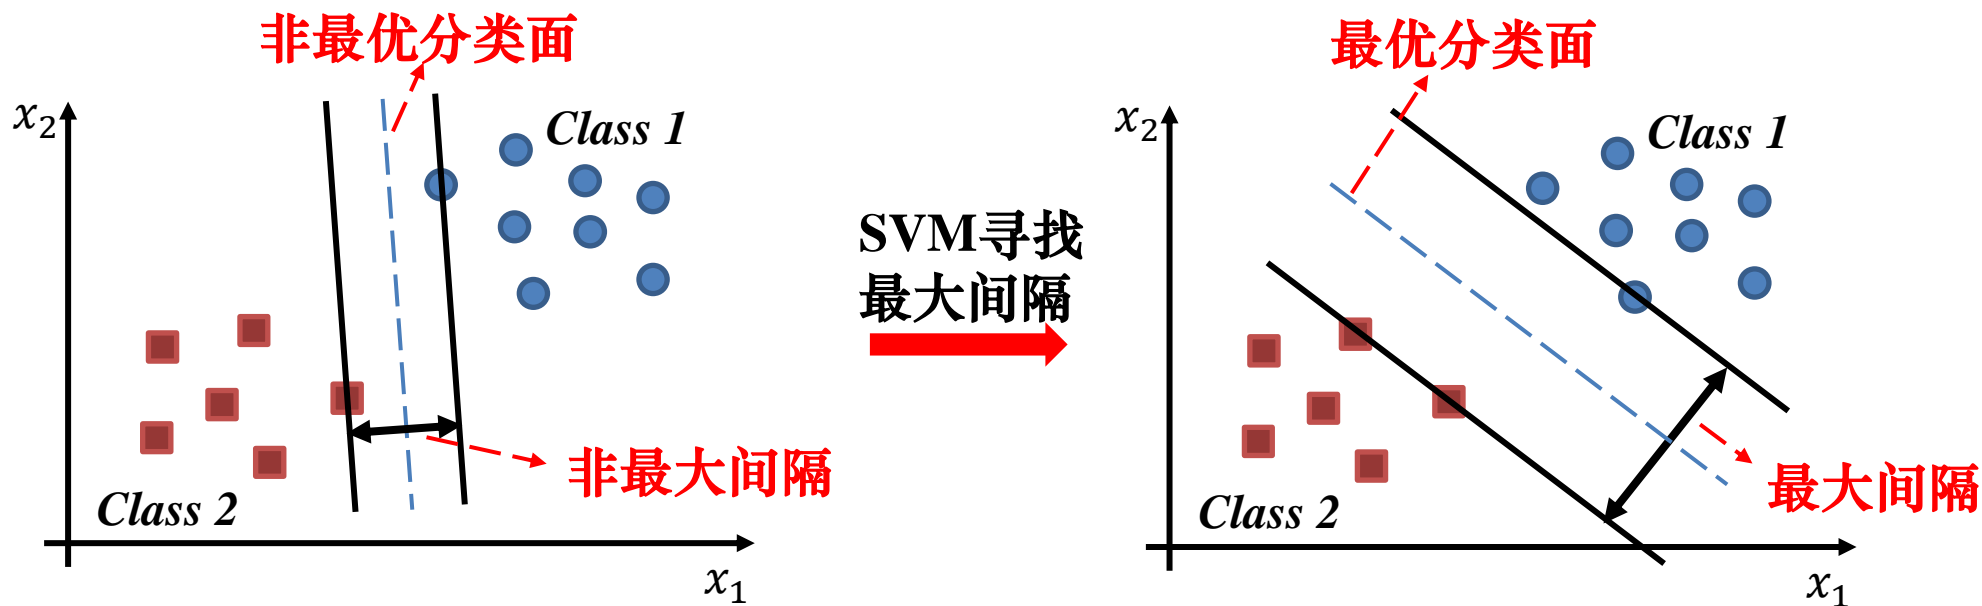 非最优分类面
x₂
Class 1
Class 2
非最大间隔
x₁
SVM寻找
最大间隔
最优分类面
x₂
Class 1
Class 2
最大间隔
x₁